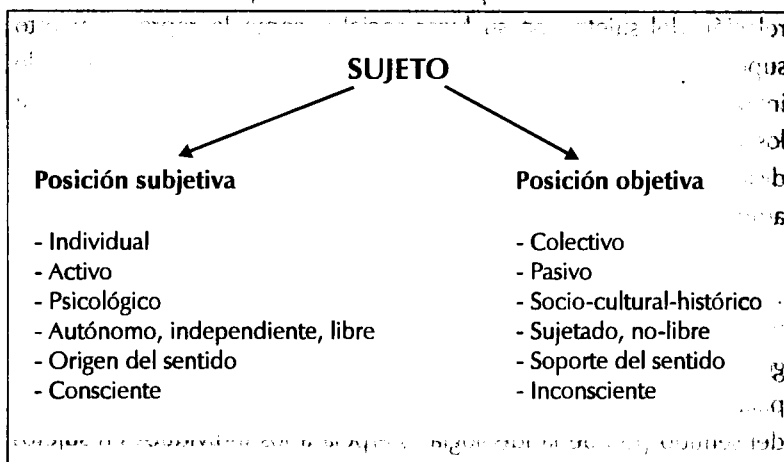 SUJETO
Posición subjetiva
- Individual
- Activo
- Psicológico
- Autónomo, independiente, libre
- Origen del sentido
- Consciente
Posición objetiva
- Colectivo
- Pasivo
- Socio-cultural-histórico
- Sujetado, no-libre
- Soporte del sentido
- Inconsciente